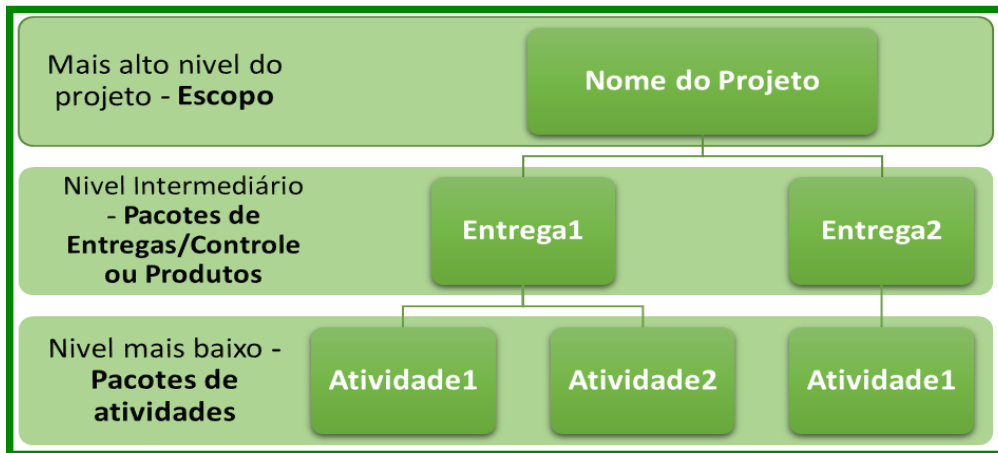 Mais alto nivel do
projeto - Escopo
Nome do Projeto
Nivel Intermediário
- Pacotes de
Entregas/Controle
ou Produtos
Entrega1
Entrega2
Nivel mais baixo -
Pacotes de
atividades
Atividade1
Atividade2
Atividade1